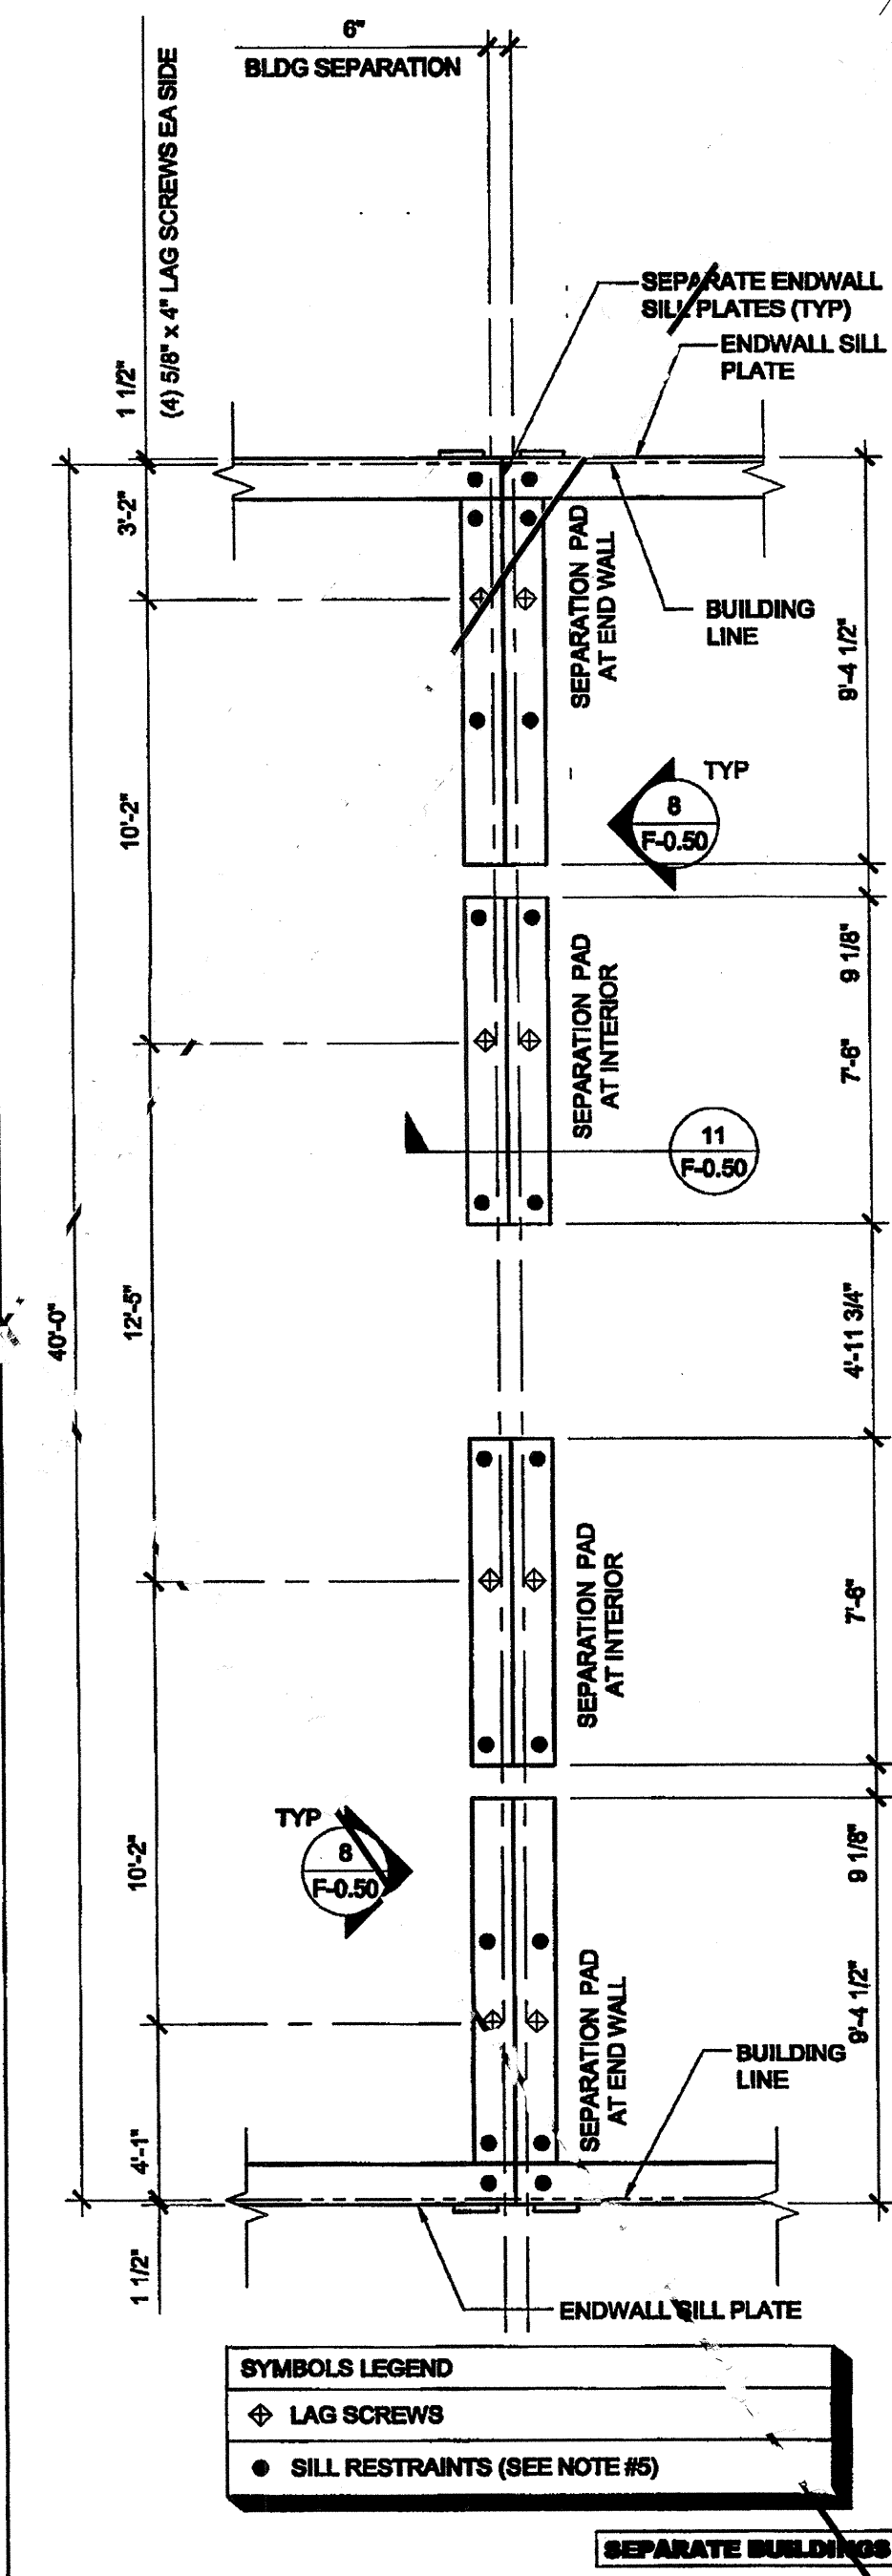 6"
BLDG SEPARATION
(4) 5/8" x 4" LAG SCREWS EA SIDE
SEPARATE ENDWALL
SILL PLATES (TYP)
ENDWALL SILL
PLATE
1 1/2"
3'-2"
SEPARATION PAD
AT END WALL
BUILDING
LINE
9'-4 1/2"
TYP
8
F-0.50
10'-2"
SEPARATION PAD
AT INTERIOR
9 1/8"
7'-6"
11
F-0.50
40'-0"
12'-5"
4'-11 3/4"
SEPARATION PAD
AT INTERIOR
7'-6"
TYP
8
F-0.50
10'-2"
9 1/8"
SEPARATION PAD
AT END WALL
9'-4 1/2"
BUILDING
LINE
4'-1"
1 1/2"
ENDWALL SILL PLATE
SYMBOLS LEGEND
LAG SCREWS
SILL RESTRAINTS (SEE NOTE #5)
SEPARATE BUILDINGS